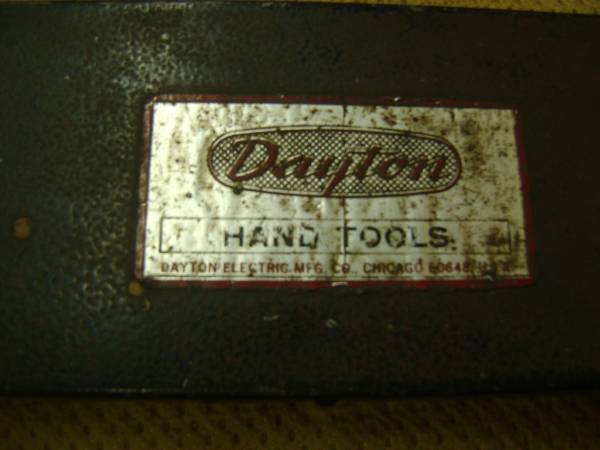 Dayton
HAND TOOLS
DAYTON ELECTRIC MFG. CO., CHICAGO 60648, U.S.A.